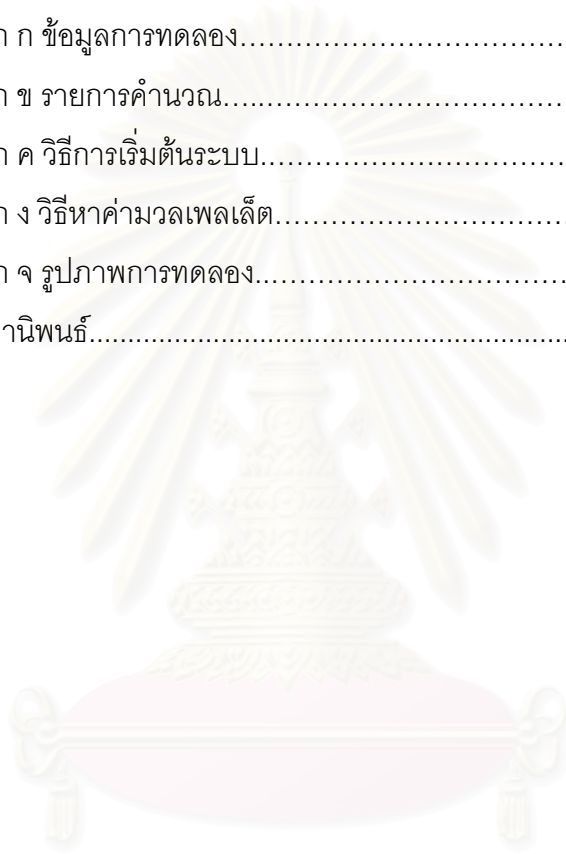 ก ข้อมูลการทดลอง………………………………
ข รายการคำนวณ…..……………………………
ค วิธีการเริ่มต้นระบบ..……………………………
ง วิธีหาค่ามวลเพลเล็ต……………………………
จ รูปภาพการทดลอง..……………………………
านิพนธ์......................................................................